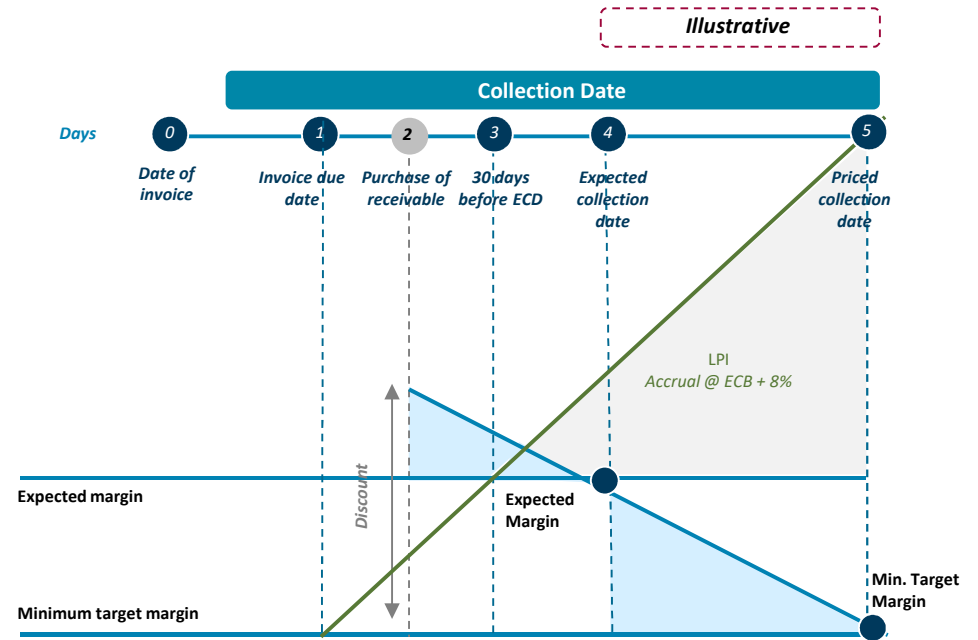 Illustrative
Collection Date
Days
0
1
2
3
4
5
Date of
invoice
Invoice due
date
Purchase of
receivable
30 days
before ECD
Expected
collection
date
Priced
collection
date
LPI
Accrual @ ECB + 8%
Discount
Expected margin
Expected
Margin
Minimum target margin
Min. Target
Margin